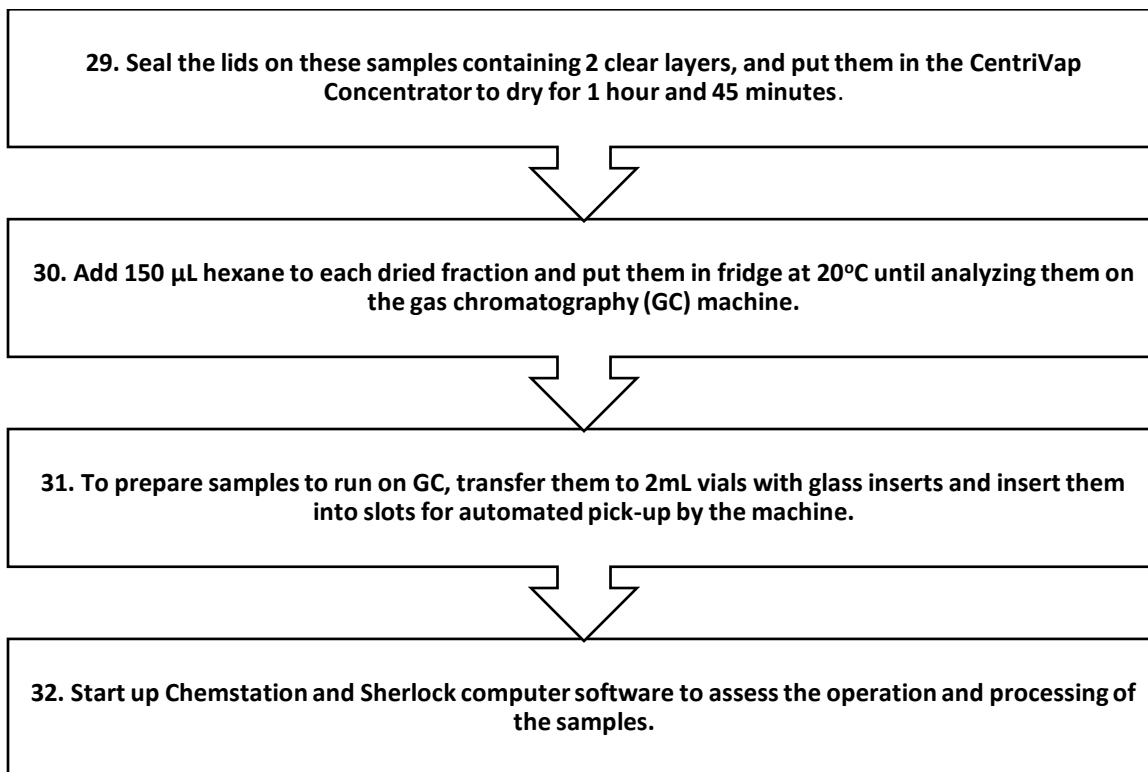 29. Seal the lids on these samples containing 2 clear layers, and put them in the CentriVap
Concentrator to dry for 1 hour and 45 minutes.
30. Add 150 µL hexane to each dried fraction and put them in fridge at 20°C until analyzing them on
the gas chromatography (GC) machine.
31. To prepare samples to run on GC, transfer them to 2mL vials with glass inserts and insert them
into slots for automated pick-up by the machine.
32. Start up Chemstation and Sherlock computer software to assess the operation and processing of
the samples.